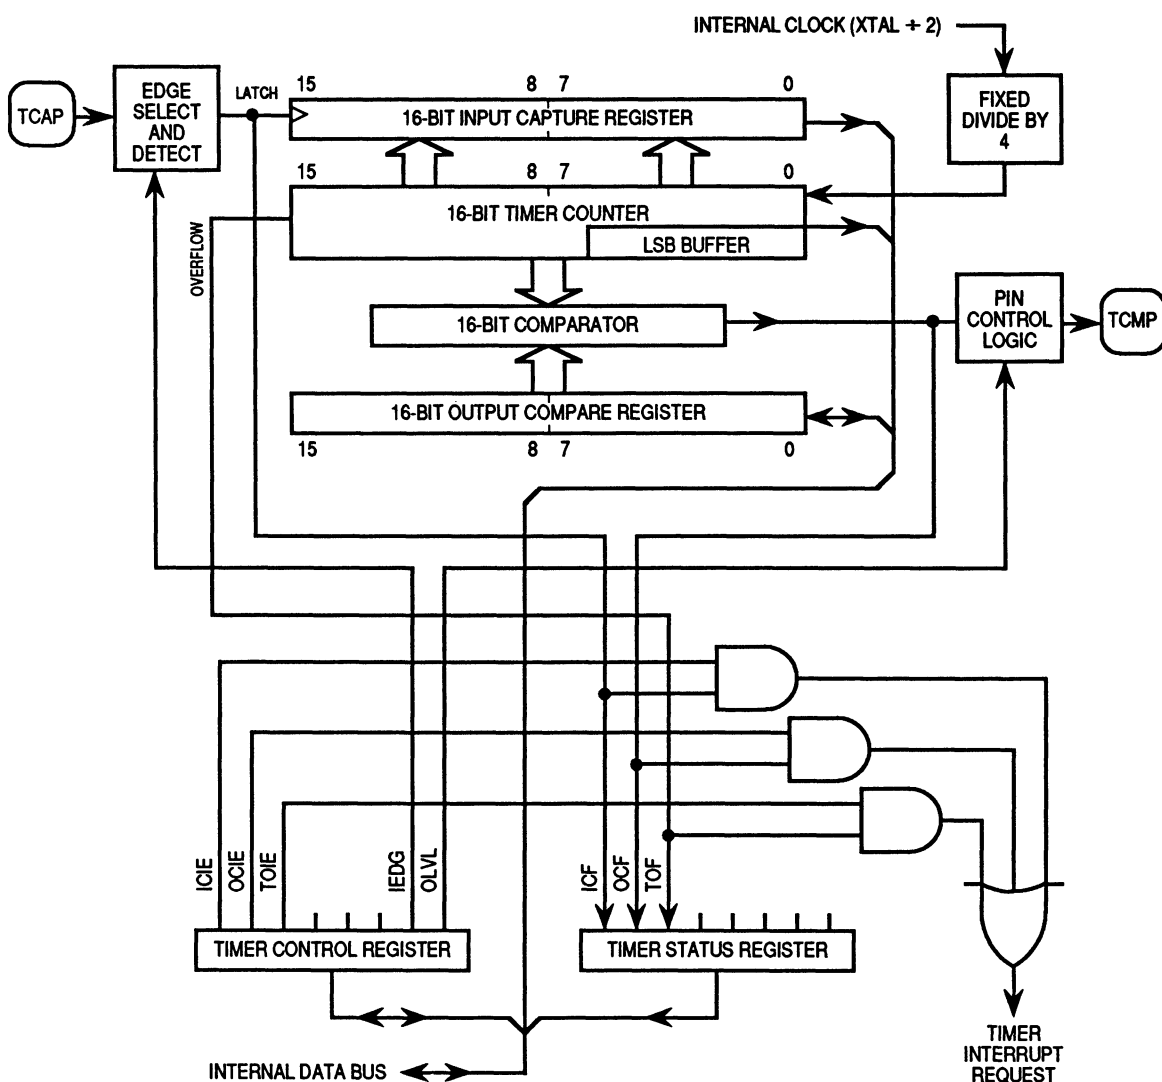 INTERNAL CLOCK (XTAL ÷ 2)
TCAP
EDGE
SELECT
AND
DETECT
LATCH
15 8 7 0
16-BIT INPUT CAPTURE REGISTER
FIXED
DIVIDE BY
4
15 8 7 0
16-BIT TIMER COUNTER
LSB BUFFER
OVERFLOW
16-BIT COMPARATOR
PIN
CONTROL
LOGIC
TCMP
16-BIT OUTPUT COMPARE REGISTER
15 8 7 0
ICIE
OCIE
TOIE
IEDG
OLVL
ICF
OCF
TOF
TIMER CONTROL REGISTER
TIMER STATUS REGISTER
INTERNAL DATA BUS
TIMER
INTERRUPT
REQUEST